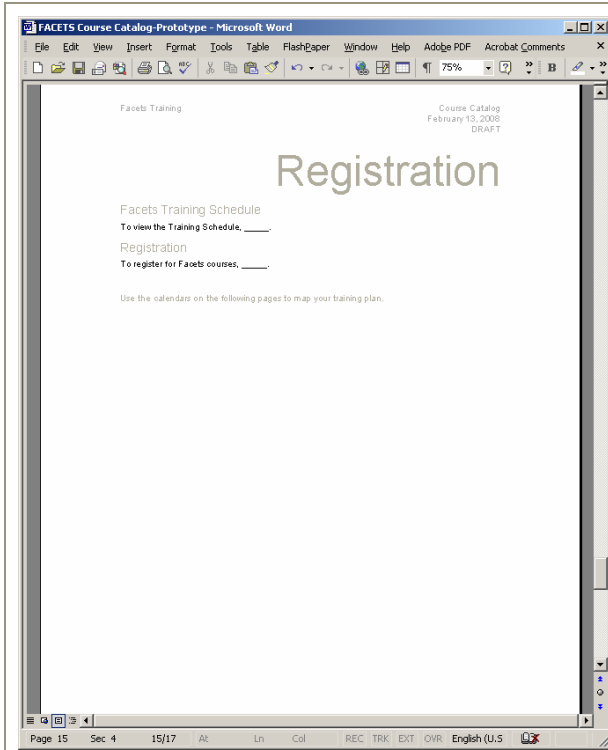 FACETS Course Catalog-Prototype - Microsoft Word
File Edit View Insert Format Tools Table FlashPaper Window Help Adobe PDF Acrobat Comments
75%
Facets Training
Course Catalog
February 13, 2008
DRAFT
Registration
Facets Training Schedule
To view the Training Schedule, _____.
Registration
To register for Facets courses, _____.
Use the calendars on the following pages to map your training plan.
Page 15 Sec 4 15/17 At Ln Col REC TRK EXT OVR English (U.S